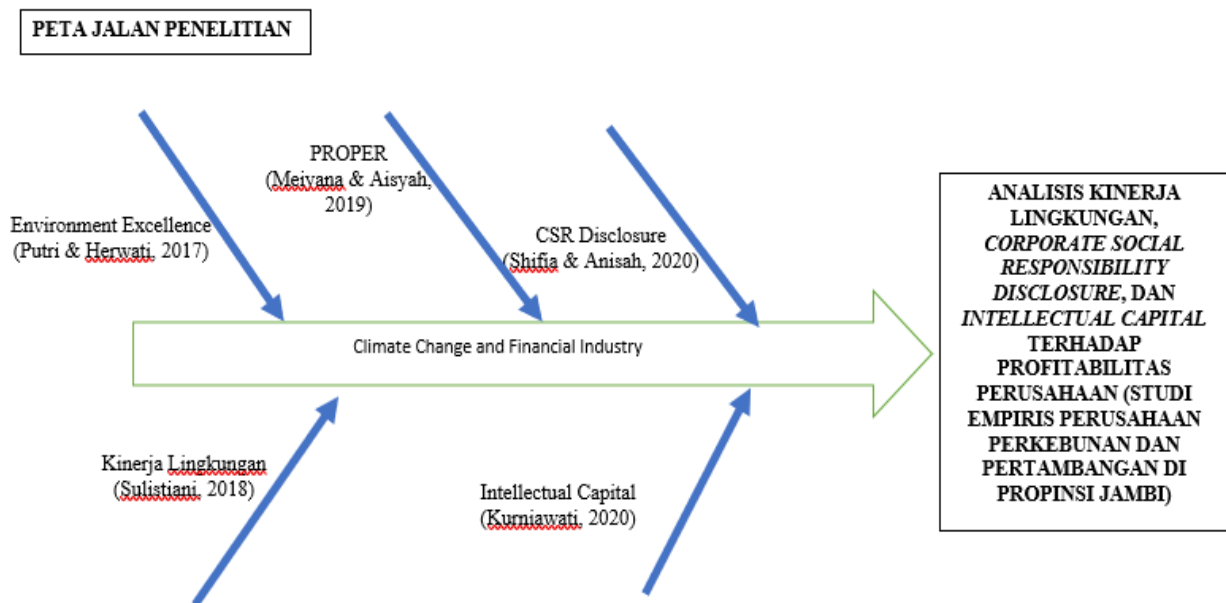 PETA JALAN PENELITIAN
PROPER
(Meiyana & Aisyah,
2019)
Environment Excellence
(Putri & Herwati, 2017)
CSR Disclosure
(Shifia & Anisah, 2020)
Climate Change and Financial Industry
Kinerja Lingkungan
(Sulistiani, 2018)
Intellectual Capital
(Kurniawati, 2020)
ANALISIS KINERJA
LINGKUNGAN,
CORPORATE SOCIAL
RESPONSIBILITY
DISCLOSURE, DAN
INTELLECTUAL CAPITAL
TERHADAP
PROFITABILITAS
PERUSAHAAN (STUDI
EMPIRIS PERUSAHAAN
PERKEBUNAN DAN
PERTAMBANGAN DI
PROPINSI JAMBI)